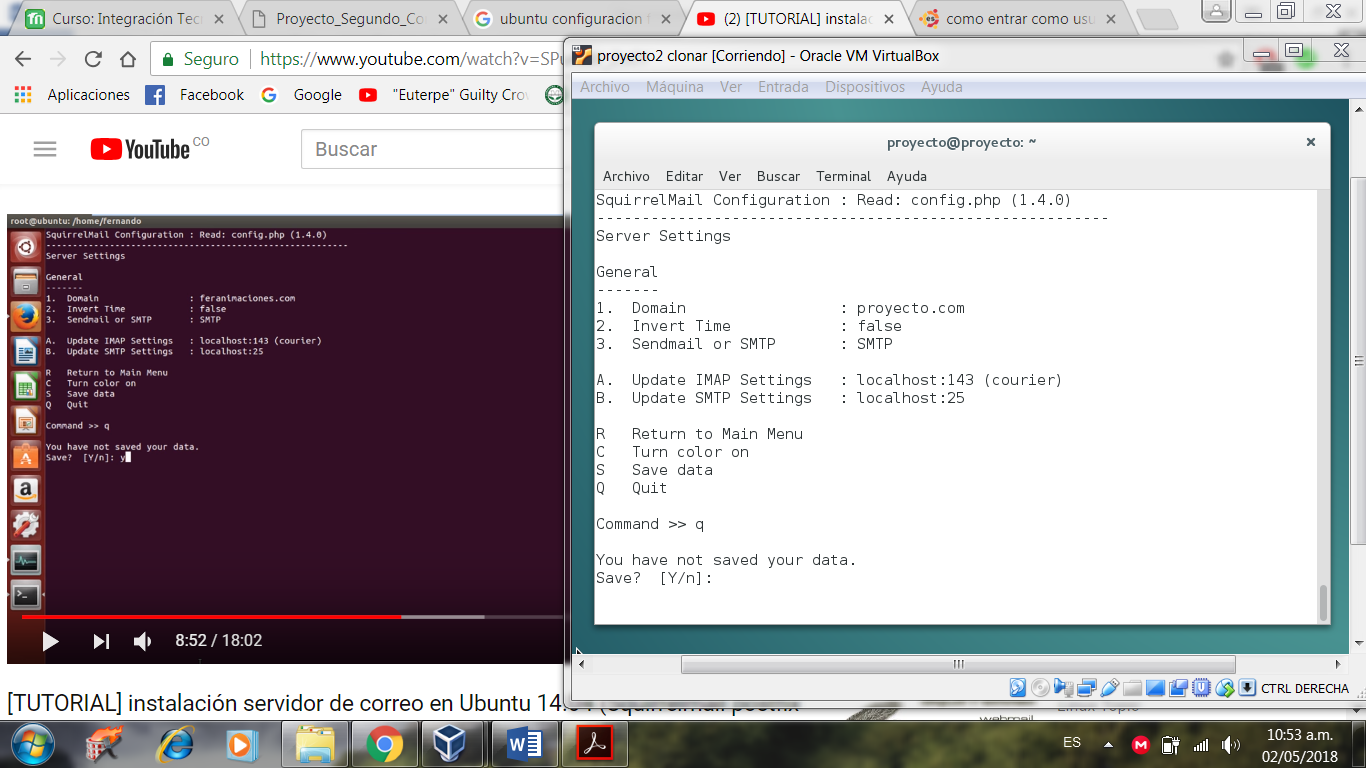 Curso: Integración Tec
Proyecto_Segundo_Co
ubuntu configuracion f
(2) [TUTORIAL] instalac
como entrar como usu
Seguro
https://www.youtube.com/watch?v=SPu
Aplicaciones
Facebook
Google
"Euterpe" Guilty Crow
YouTube CO
Buscar
root@ubuntu: /home/fernando
SquirrelMail Configuration : Read: config.php (1.4.0)
---------------------------------------------------------
Server Settings
General
-------
1. Domain : feranimaciones.com
2. Invert Time : false
3. Sendmail or SMTP : SMTP
A. Update IMAP Settings : localhost:143 (courier)
B. Update SMTP Settings : localhost:25
R Return to Main Menu
C Turn color on
S Save data
Q Quit
Command >> q
You have not saved your data.
Save? [Y/n]: y
8:52 / 18:02
[TUTORIAL] instalación servidor de correo en Ubuntu 14.
proyecto2 clonar [Corriendo] - Oracle VM VirtualBox
Archivo Máquina Ver Entrada Dispositivos Ayuda
proyecto@proyecto: ~
Archivo Editar Ver Buscar Terminal Ayuda
SquirrelMail Configuration : Read: config.php (1.4.0)
---------------------------------------------------------
Server Settings
General
-------
1. Domain : proyecto.com
2. Invert Time : false
3. Sendmail or SMTP : SMTP
A. Update IMAP Settings : localhost:143 (courier)
B. Update SMTP Settings : localhost:25
R Return to Main Menu
C Turn color on
S Save data
Q Quit
Command >> q
You have not saved your data.
Save? [Y/n]:
CTRL DERECHA
webmail
ES
10:53 a.m.
02/05/2018